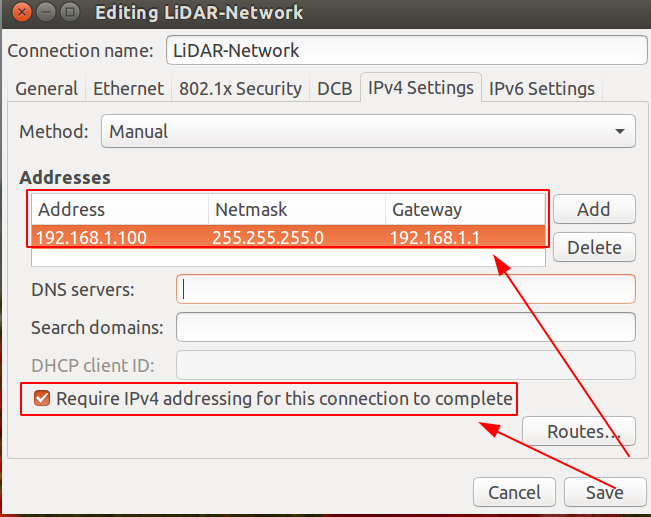 Editing LiDAR-Network
Connection name: LiDAR-Network
General Ethernet 802.1x Security DCB IPv4 Settings IPv6 Settings
Method: Manual
Addresses
Address Netmask Gateway Add
192.168.1.100 255.255.255.0 192.168.1.1
Delete
DNS servers:
Search domains:
DHCP client ID:
Require IPv4 addressing for this connection to complete
Routes...
Cancel Save